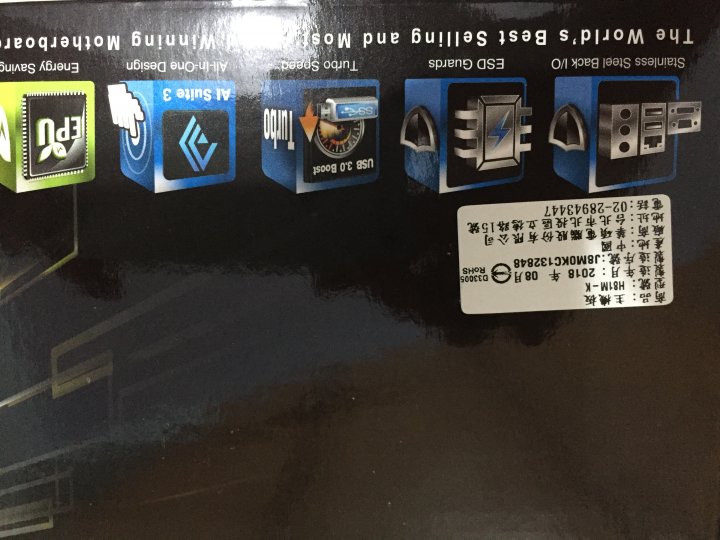 商品：主機板
型號：H81M-K
製造年月：2018 年 08月
製造序號：J8M0KC132848
產地：中國
廠商：華碩電腦股份有限公司
地址：台北市北投區立德路15號
電話：02-28943447
D33005
RoHS
EPU
AI Suite 3
USB 3.0 Boost
Turbo
SS
Stainless Steel Back I/O
ESD Guards
Turbo Speed
All-in-One Design
Energy Saving
The World's Best Selling and Most Winning Motherboard